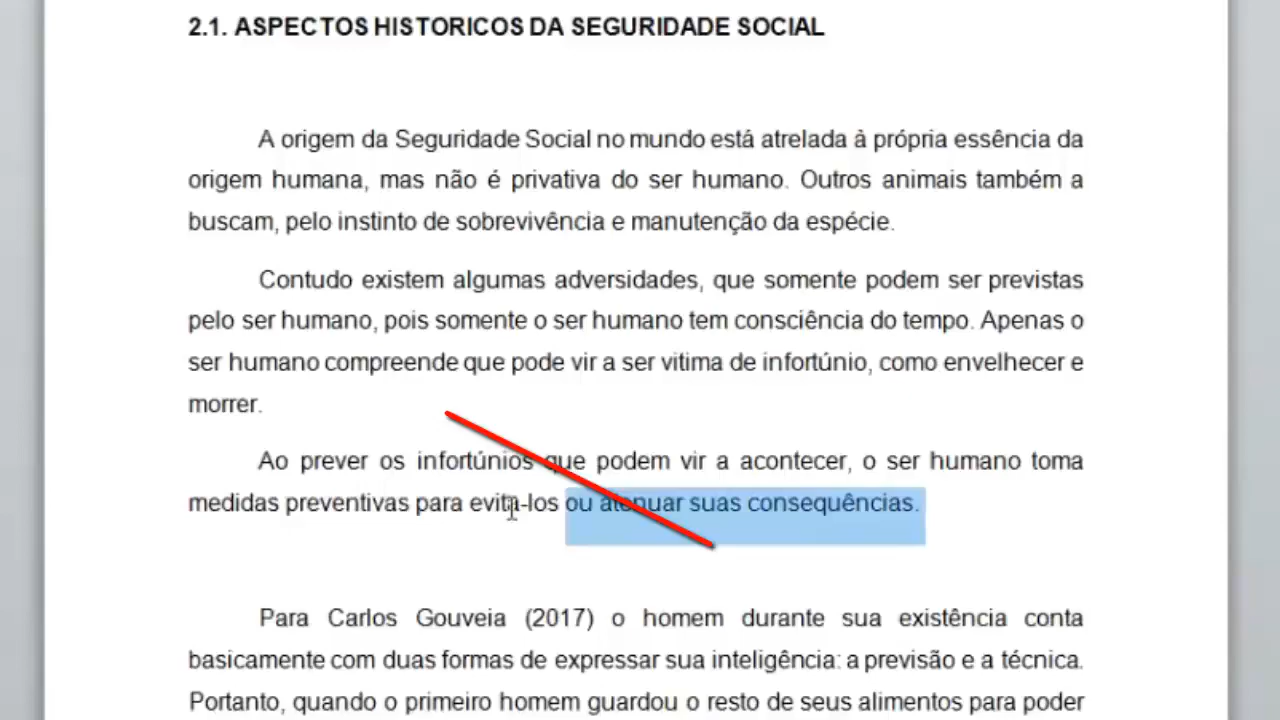 2.1. ASPECTOS HISTORICOS DA SEGURIDADE SOCIAL
A origem da Seguridade Social no mundo está atrelada à própria essência da
origem humana, mas não é privativa do ser humano. Outros animais também a
buscam, pelo instinto de sobrevivência e manutenção da espécie.
Contudo existem algumas adversidades, que somente podem ser previstas
pelo ser humano, pois somente o ser humano tem consciência do tempo. Apenas o
ser humano compreende que pode vir a ser vitima de infortúnio, como envelhecer e
morrer.
Ao prever os infortúnios que podem vir a acontecer, o ser humano toma
medidas preventivas para evita-los ou atenuar suas consequências.
Para Carlos Gouveia (2017) o homem durante sua existência conta
basicamente com duas formas de expressar sua inteligência: a previsão e a técnica.
Portanto, quando o primeiro homem guardou o resto de seus alimentos para poder